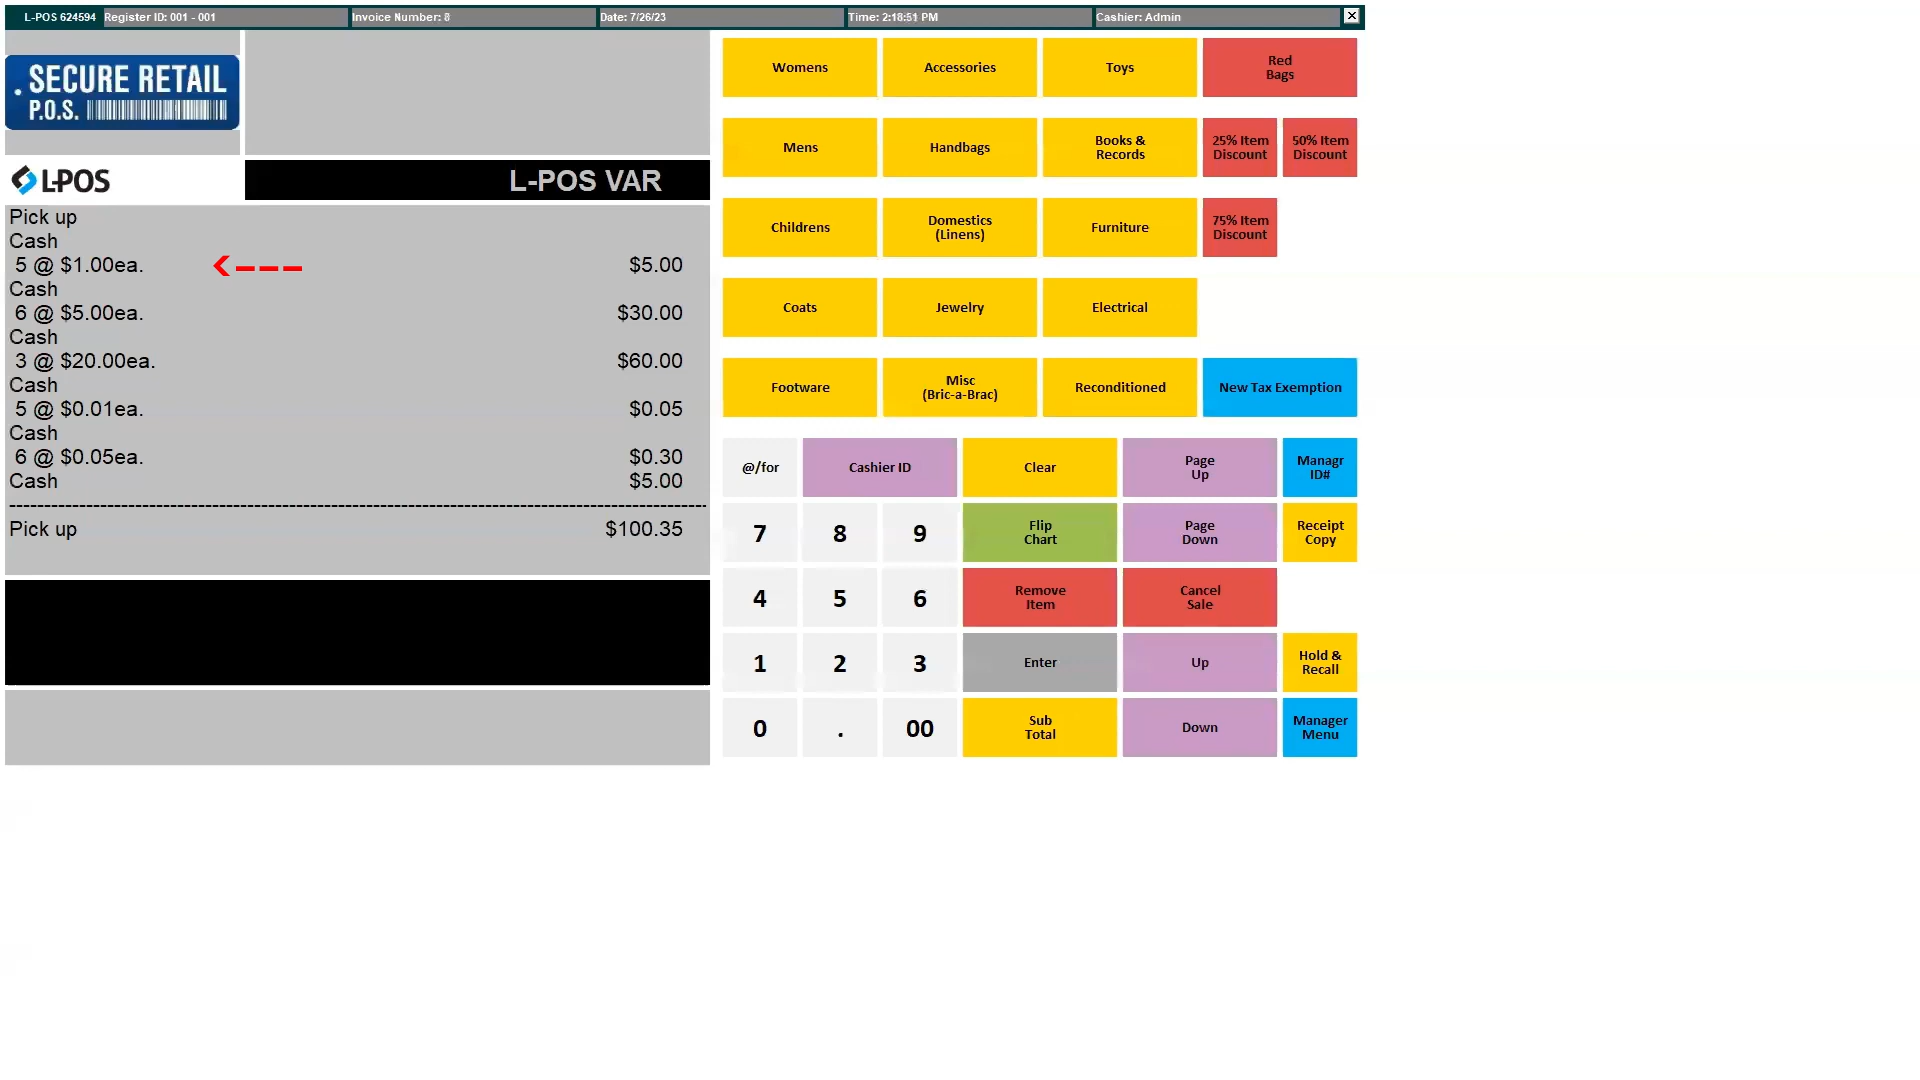 L-POS 624594 Register ID: 001 - 001 Invoice Number: 8 Date: 7/26/23 Time: 2:18:51 PM Cashier: Admin
SECURE RETAIL
P.O.S.
L-POS
L-POS VAR
Pick up
Cash
5 @ $1.00ea. $5.00
Cash
6 @ $5.00ea. $30.00
Cash
3 @ $20.00ea. $60.00
Cash
5 @ $0.01ea. $0.05
Cash
6 @ $0.05ea. $0.30
Cash $5.00
Pick up $100.35
Womens
Accessories
Toys
Red
Bags
Mens
Handbags
Books &
Records
25% Item
Discount
50% Item
Discount
Childrens
Domestics
(Linens)
Furniture
75% Item
Discount
Coats
Jewelry
Electrical
Footware
Misc
(Bric-a-Brac)
Reconditioned
New Tax Exemption
@/for
Cashier ID
Clear
Page
Up
Managr
ID#
7
8
9
Flip
Chart
Page
Down
Receipt
Copy
4
5
6
Remove
Item
Cancel
Sale
1
2
3
Enter
Up
Hold &
Recall
0
.
00
Sub
Total
Down
Manager
Menu